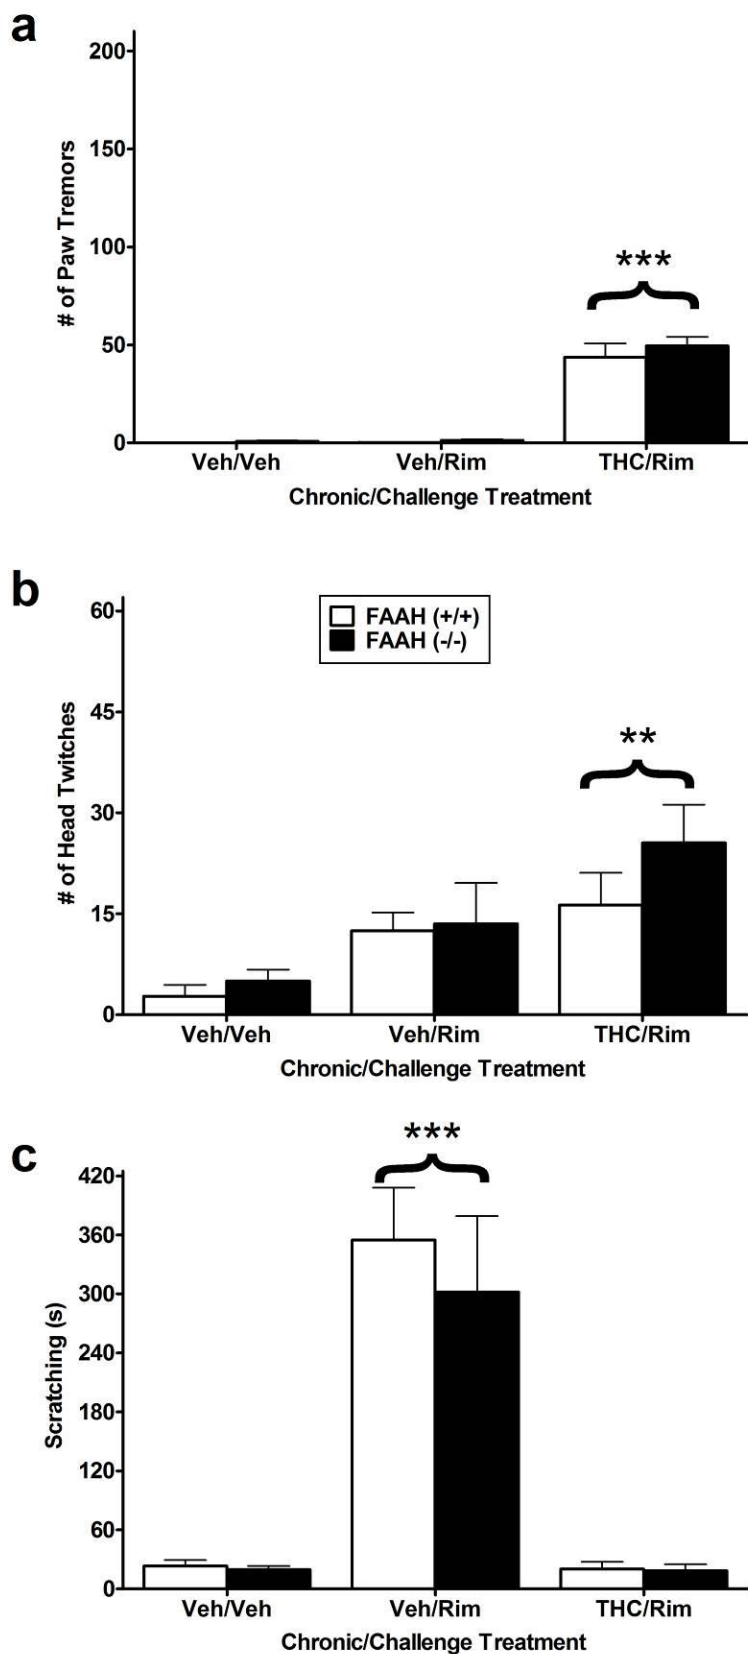 a
200
150
100
50
0
# of Paw Tremors
***
Veh/Veh Veh/Rim THC/Rim
Chronic/Challenge Treatment
b
60
45
30
15
0
# of Head Twitches
FAAH (+/+)
FAAH (-/-)
**
Veh/Veh Veh/Rim THC/Rim
Chronic/Challenge Treatment
c
420
360
300
240
180
120
60
0
Scratching (s)
***
Veh/Veh Veh/Rim THC/Rim
Chronic/Challenge Treatment